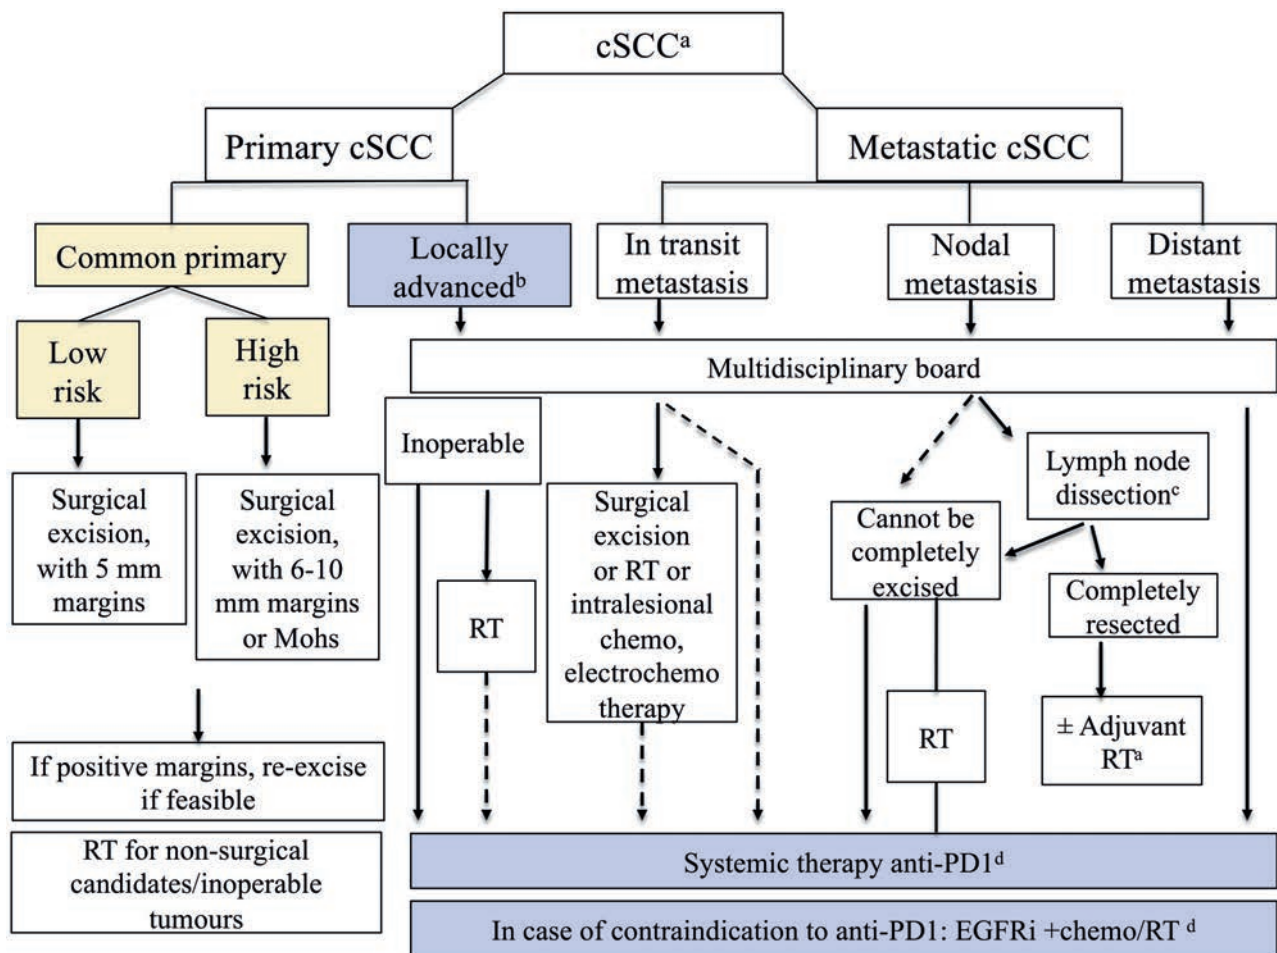 cSCCᵃ
Primary cSCC
Metastatic cSCC
Common primary
Locally
advancedᵇ
In transit
metastasis
Nodal
metastasis
Distant
metastasis
Low
risk
High
risk
Multidisciplinary board
Inoperable
Surgical
excision,
with 5 mm
margins
Surgical
excision,
with 6-10
mm margins
or Mohs
RT
Surgical
excision
or RT or
intralesional
chemo,
electrochemo
therapy
Cannot be
completely
excised
Lymph node
dissectionᶜ
Completely
resected
RT
± Adjuvant
RTᵃ
If positive margins, re-excise
if feasible
RT for non-surgical
candidates/inoperable
tumours
Systemic therapy anti-PD1ᵈ
In case of contraindication to anti-PD1: EGFRi +chemo/RT ᵈ